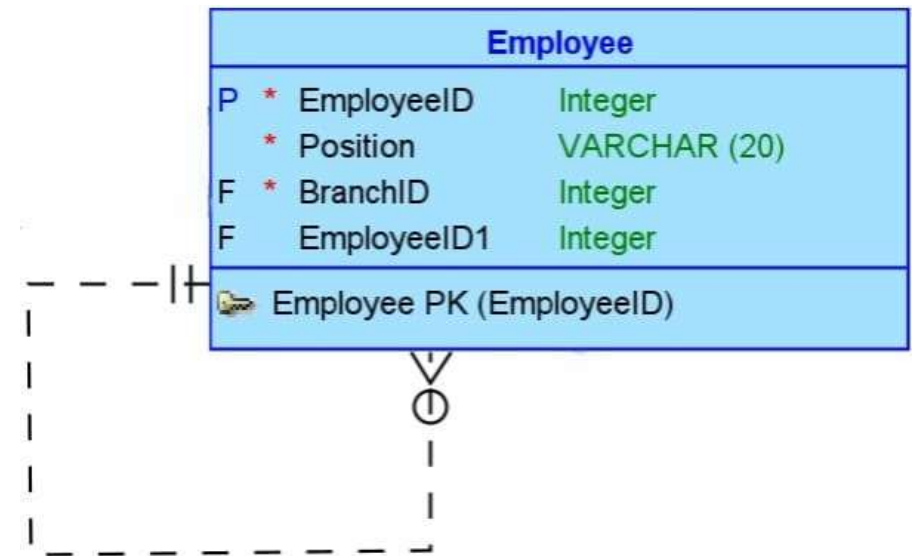 Employee
P * EmployeeID Integer
* Position VARCHAR (20)
F * BranchID Integer
F EmployeeID1 Integer
Employee PK (EmployeeID)